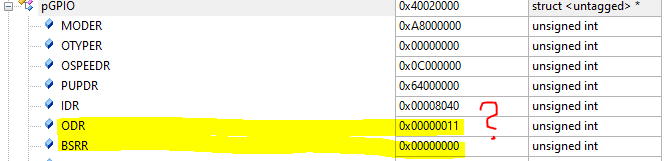 pGPIO 0x40020000 struct <untagged> *
MODER 0xA8000000 unsigned int
OTYPER 0x00000000 unsigned int
OSPEEDR 0x0C000000 unsigned int
PUPDR 0x64000000 unsigned int
IDR 0x00008040 unsigned int
ODR 0x00000011 ? unsigned int
BSRR 0x00000000 unsigned int